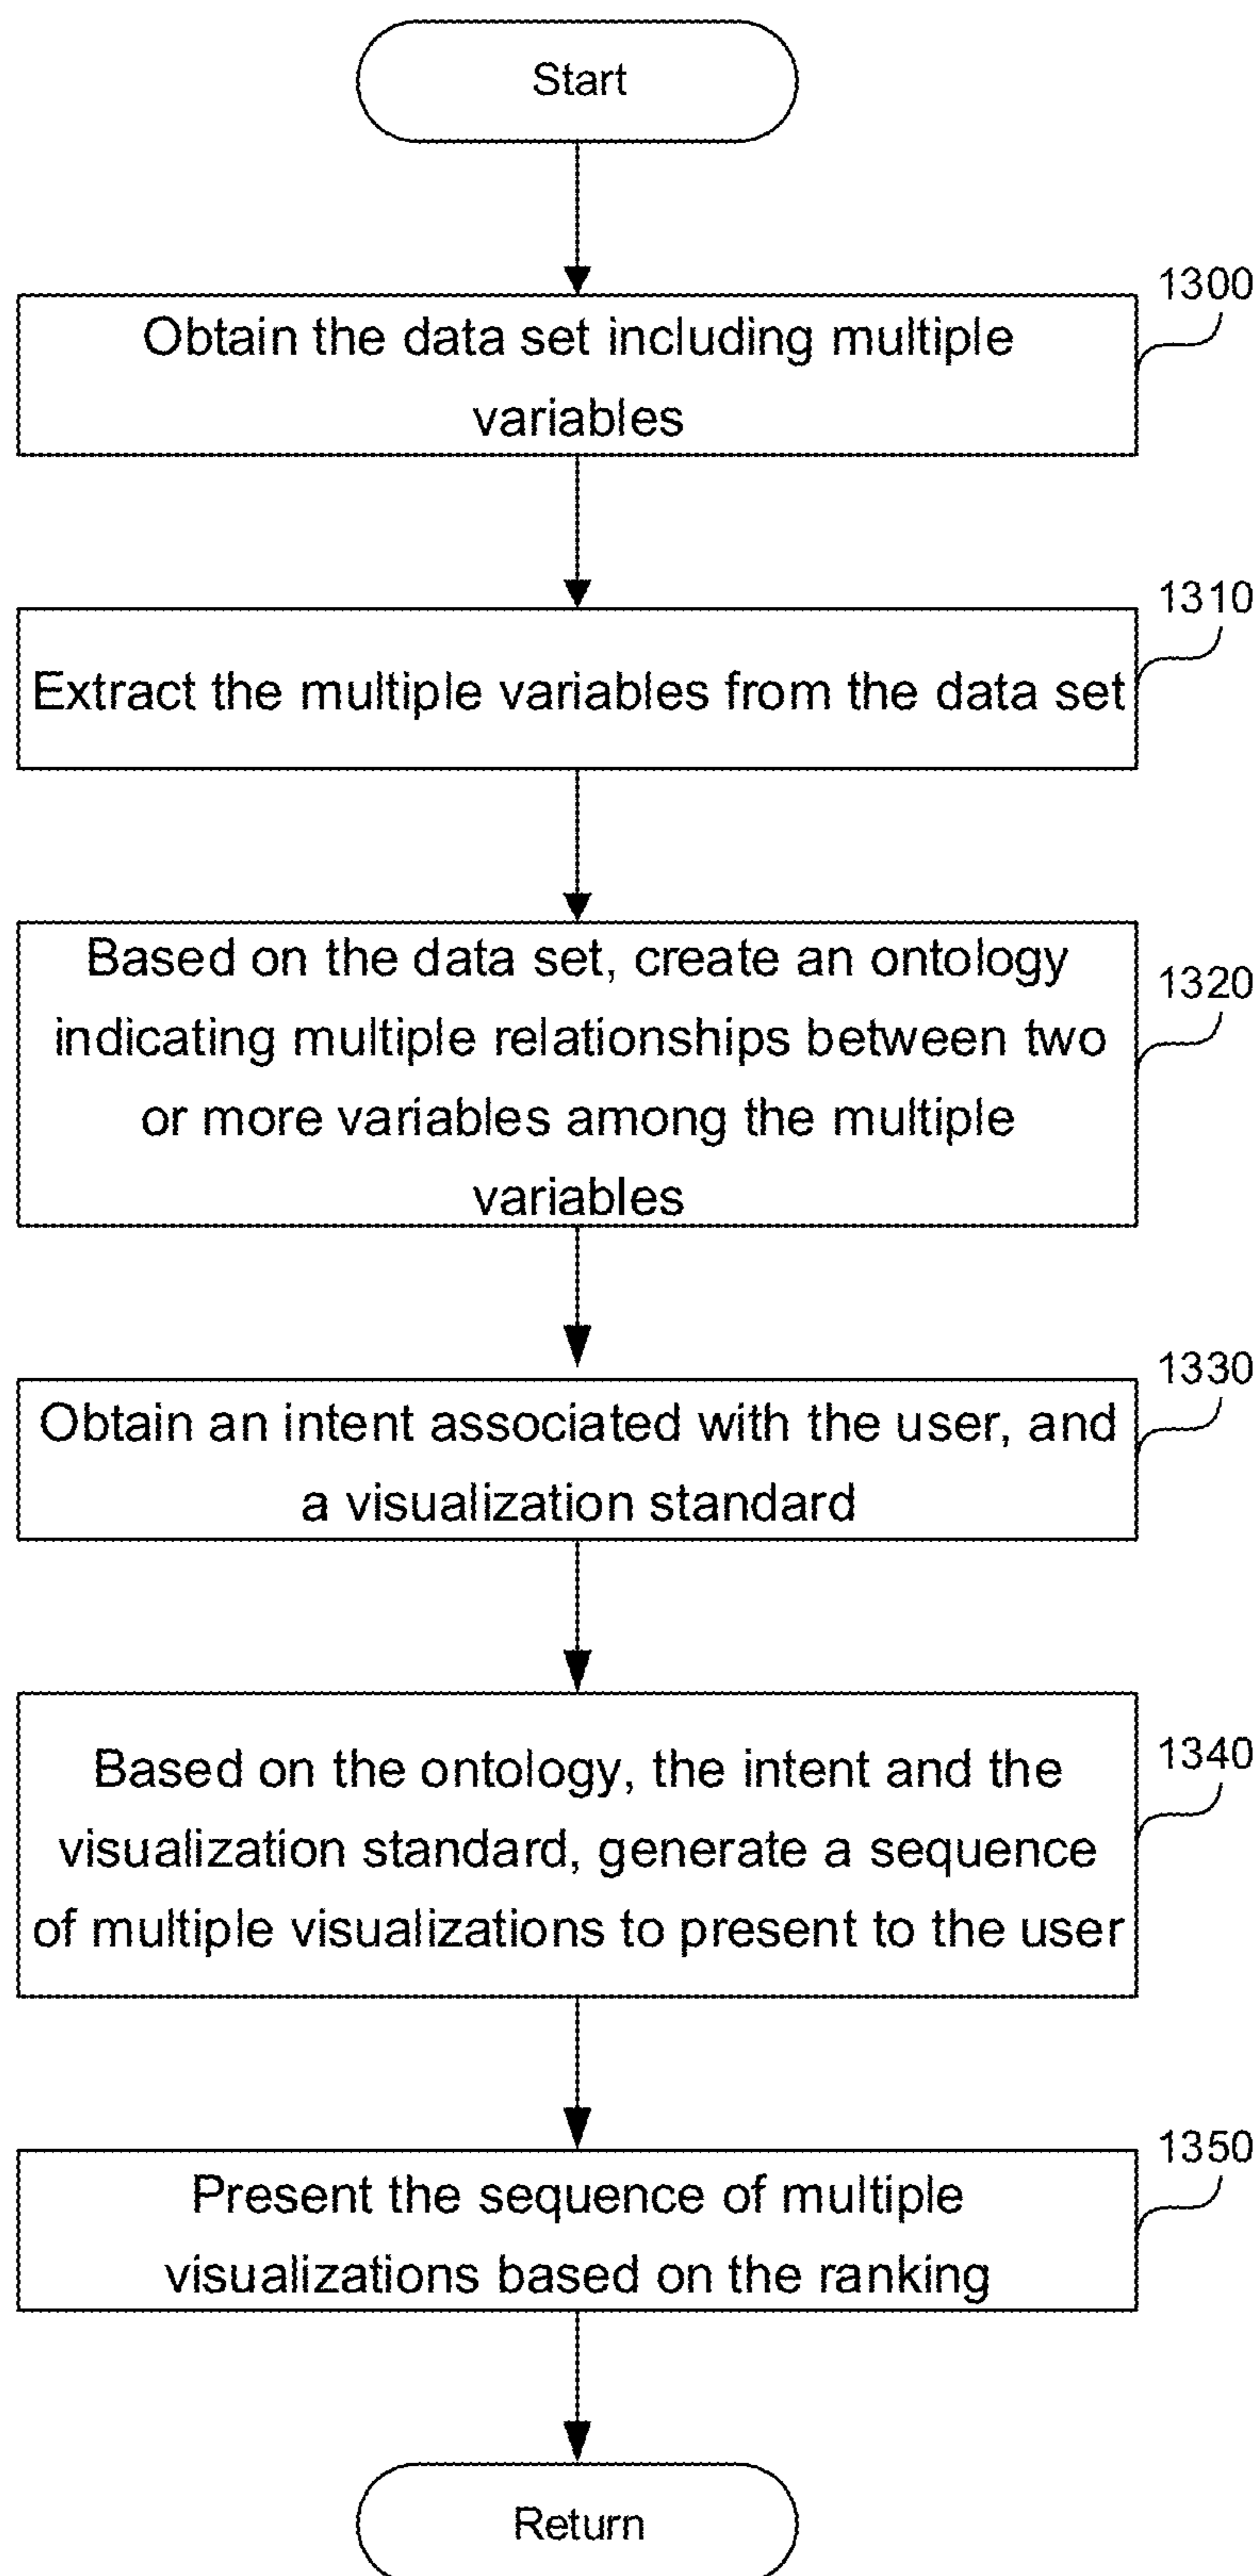 Start
1300
Obtain the data set including multiple
variables
1310
Extract the multiple variables from the data set
Based on the data set, create an ontology
1320
indicating multiple relationships between two
or more variables among the multiple
variables
1330
Obtain an intent associated with the user, and
a visualization standard
1340
Based on the ontology, the intent and the
visualization standard, generate a sequence
of multiple visualizations to present to the user
1350
Present the sequence of multiple
visualizations based on the ranking
Return